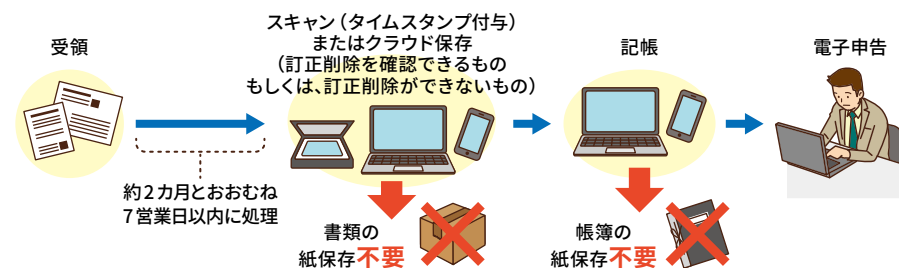 受領
スキャン（タイムスタンプ付与）
またはクラウド保存
（訂正削除を確認できるもの
もしくは、訂正削除ができないもの）
記帳
電子申告
約2カ月とおおむね
7営業日以内に処理
書類の
紙保存不要
帳簿の
紙保存不要